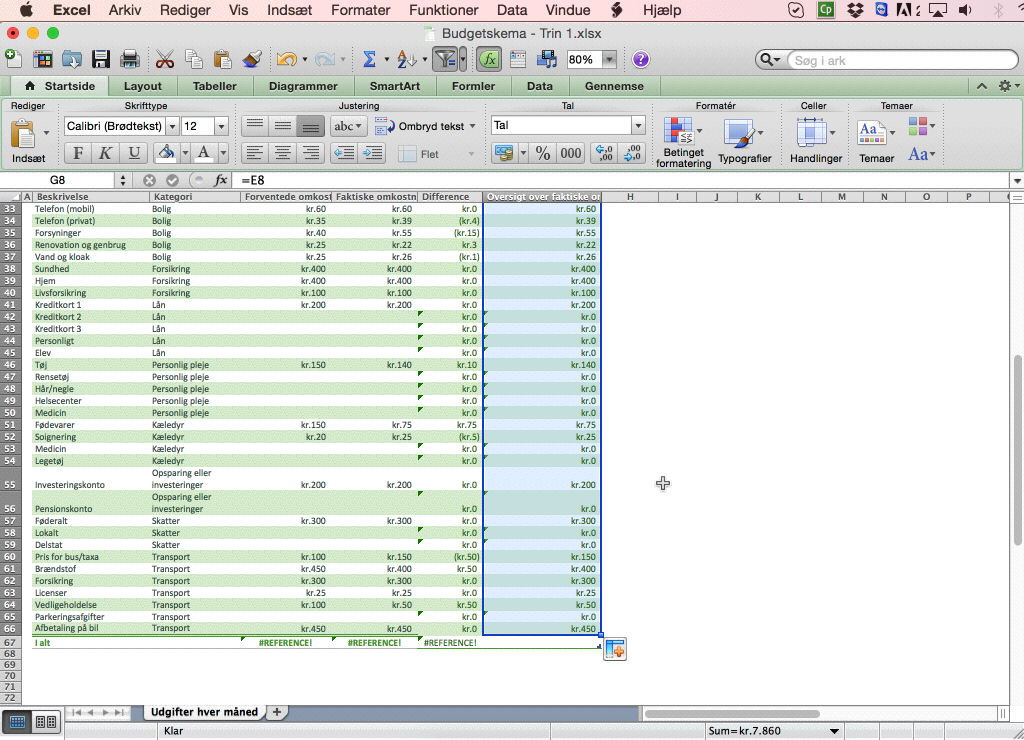 Excel Arkiv Rediger Vis Indsæt Formater Funktioner Data Vindue Hjælp
Budgetskema - Trin 1.xlsx
80% Søg i ark
Startside Layout Tabeller Diagrammer SmartArt Formler Data Gennemse
Rediger Skrifttype Justering Tal Formatér Celler Temaer
Calibri (Brødtekst) 12 abc Ombryd tekst Tal
Indsæt F K U A Flet % 000 Betinget formatering Typografier Handlinger Temaer Aa
G8 fx =E8
A Beskrivelse Kategori Forventede omkost Faktiske omkostn Difference Oversigt over faktiske or H I J K L M N O P
33 Telefon (mobil) Bolig kr.60 kr.60 kr.0 kr.60
34 Telefon (privat) Bolig kr.35 kr.39 (kr.4) kr.39
35 Forsyninger Bolig kr.40 kr.55 (kr.15) kr.55
36 Renovation og genbrug Bolig kr.25 kr.22 kr.3 kr.22
37 Vand og kloak Bolig kr.25 kr.26 (kr.1) kr.26
38 Sundhed Forsikring kr.400 kr.400 kr.0 kr.400
39 Hjem Forsikring kr.400 kr.400 kr.0 kr.400
40 Livsforsikring Forsikring kr.100 kr.100 kr.0 kr.100
41 Kreditkort 1 Lån kr.200 kr.200 kr.0 kr.200
42 Kreditkort 2 Lån kr.0 kr.0
43 Kreditkort 3 Lån kr.0 kr.0
44 Personligt Lån kr.0 kr.0
45 Elev Lån kr.0 kr.0
46 Tøj Personlig pleje kr.150 kr.140 kr.10 kr.140
47 Rensetøj Personlig pleje kr.0 kr.0
48 Hår/negle Personlig pleje kr.0 kr.0
49 Helsecenter Personlig pleje kr.0 kr.0
50 Medicin Personlig pleje kr.0 kr.0
51 Fødevarer Kæledyr kr.150 kr.75 kr.75 kr.75
52 Soignering Kæledyr kr.20 kr.25 (kr.5) kr.25
53 Medicin Kæledyr kr.0 kr.0
54 Legetøj Kæledyr kr.0 kr.0
Opsparing eller
55 Investeringskonto investeringer kr.200 kr.200 kr.0 kr.200
Opsparing eller
56 Pensionskonto investeringer kr.0 kr.0
57 Føderalt Skatter kr.300 kr.300 kr.0 kr.300
58 Lokalt Skatter kr.0 kr.0
59 Delstat Skatter kr.0 kr.0
60 Pris for bus/taxa Transport kr.100 kr.150 (kr.50) kr.150
61 Brændstof Transport kr.450 kr.400 kr.50 kr.400
62 Forsikring Transport kr.300 kr.300 kr.0 kr.300
63 Licenser Transport kr.25 kr.25 kr.0 kr.25
64 Vedligeholdelse Transport kr.100 kr.50 kr.50 kr.50
65 Parkeringsafgifter Transport kr.0 kr.0
66 Afbetaling på bil Transport kr.450 kr.450 kr.0 kr.450
67 I alt #REFERENCE! #REFERENCE! #REFERENCE!
68
69
70
71
72
Udgifter hver måned
Klar Sum=kr.7.860